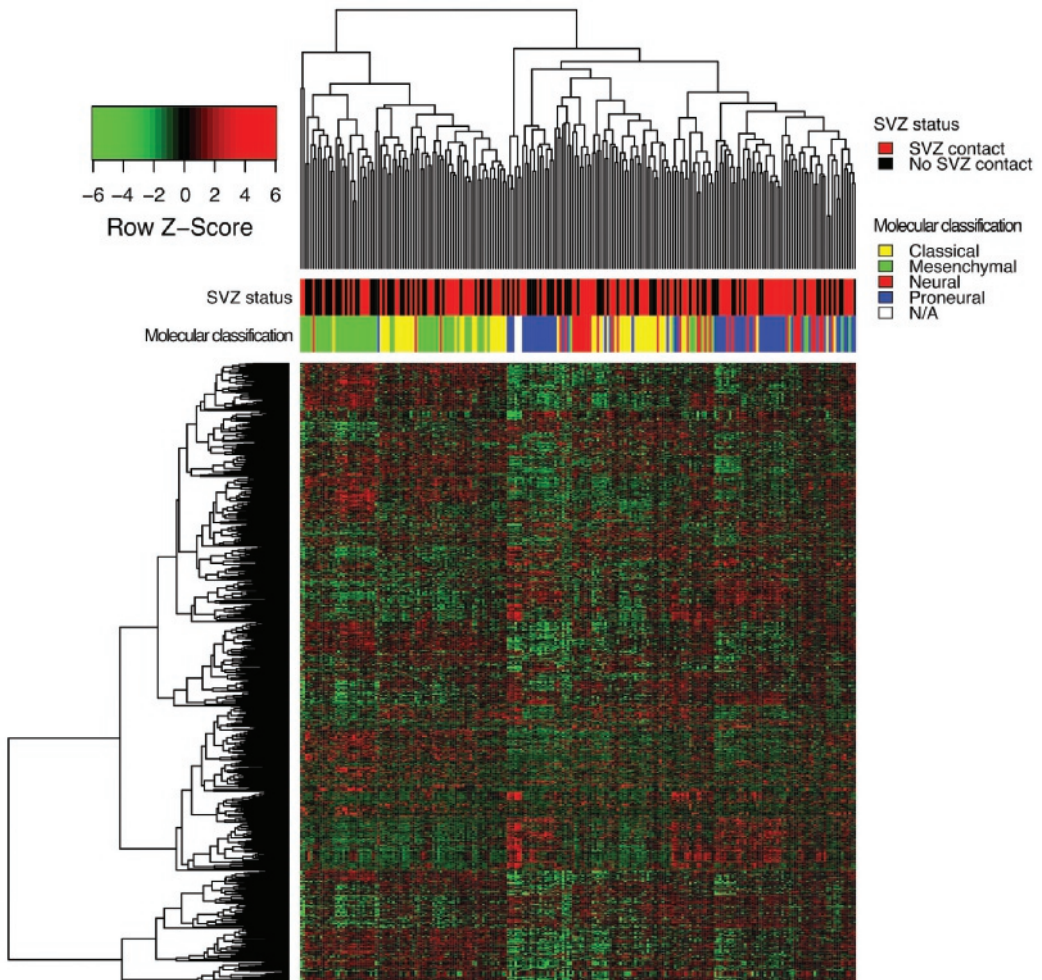 −6 −4 −2 0 2 4 6
Row Z−Score
SVZ status
SVZ contact
No SVZ contact
Molecular classification
Classical
Mesenchymal
Neural
Proneural
N/A
SVZ status
Molecular classification